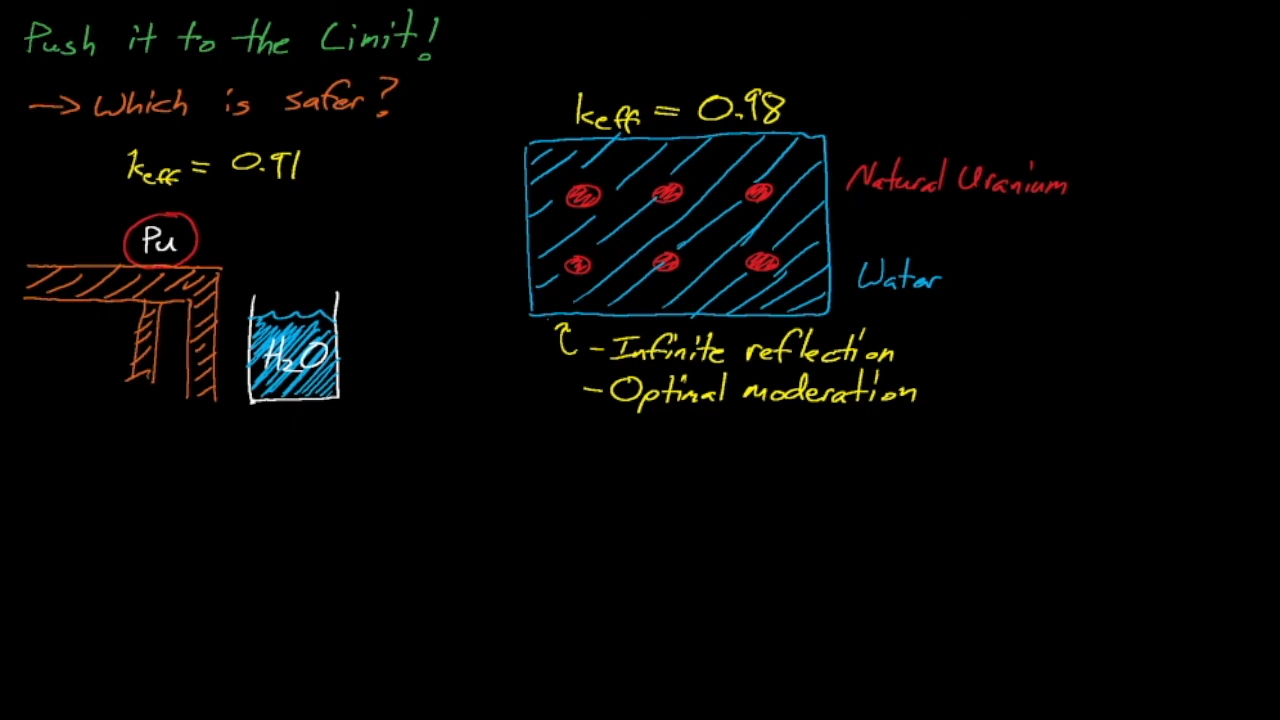 Push it to the Limit!
→ Which is safer?
keff = 0.91
Pu
H₂O
keff = 0.98
Natural Uranium
Water
- Infinite reflection
- Optimal moderation